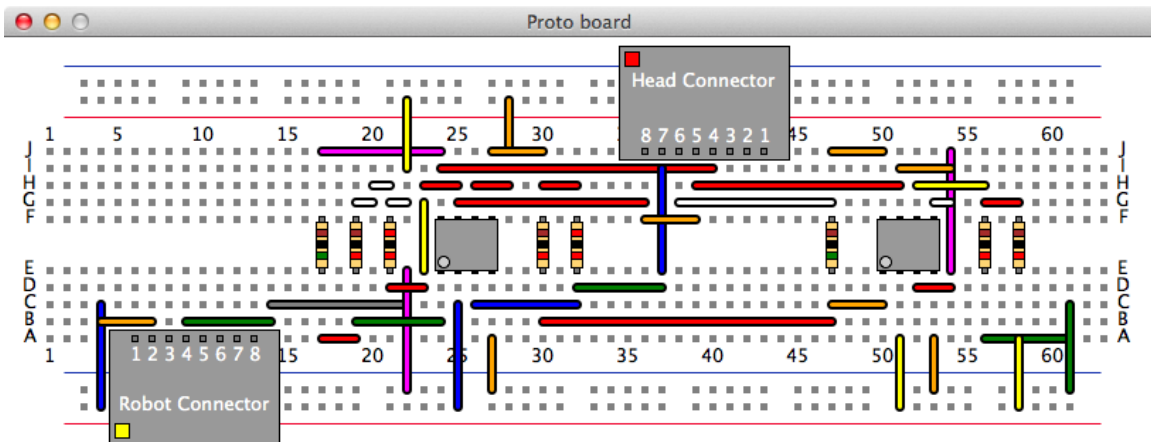 Proto board
Head Connector
8 7 6 5 4 3 2 1
1 5 10 15 20 25 30 45 50 55 60
J J
I I
H H
G G
F F
E E
D D
C C
B B
A A
1 15 20 25 30 35 40 45 50 55 60
1 2 3 4 5 6 7 8
Robot Connector